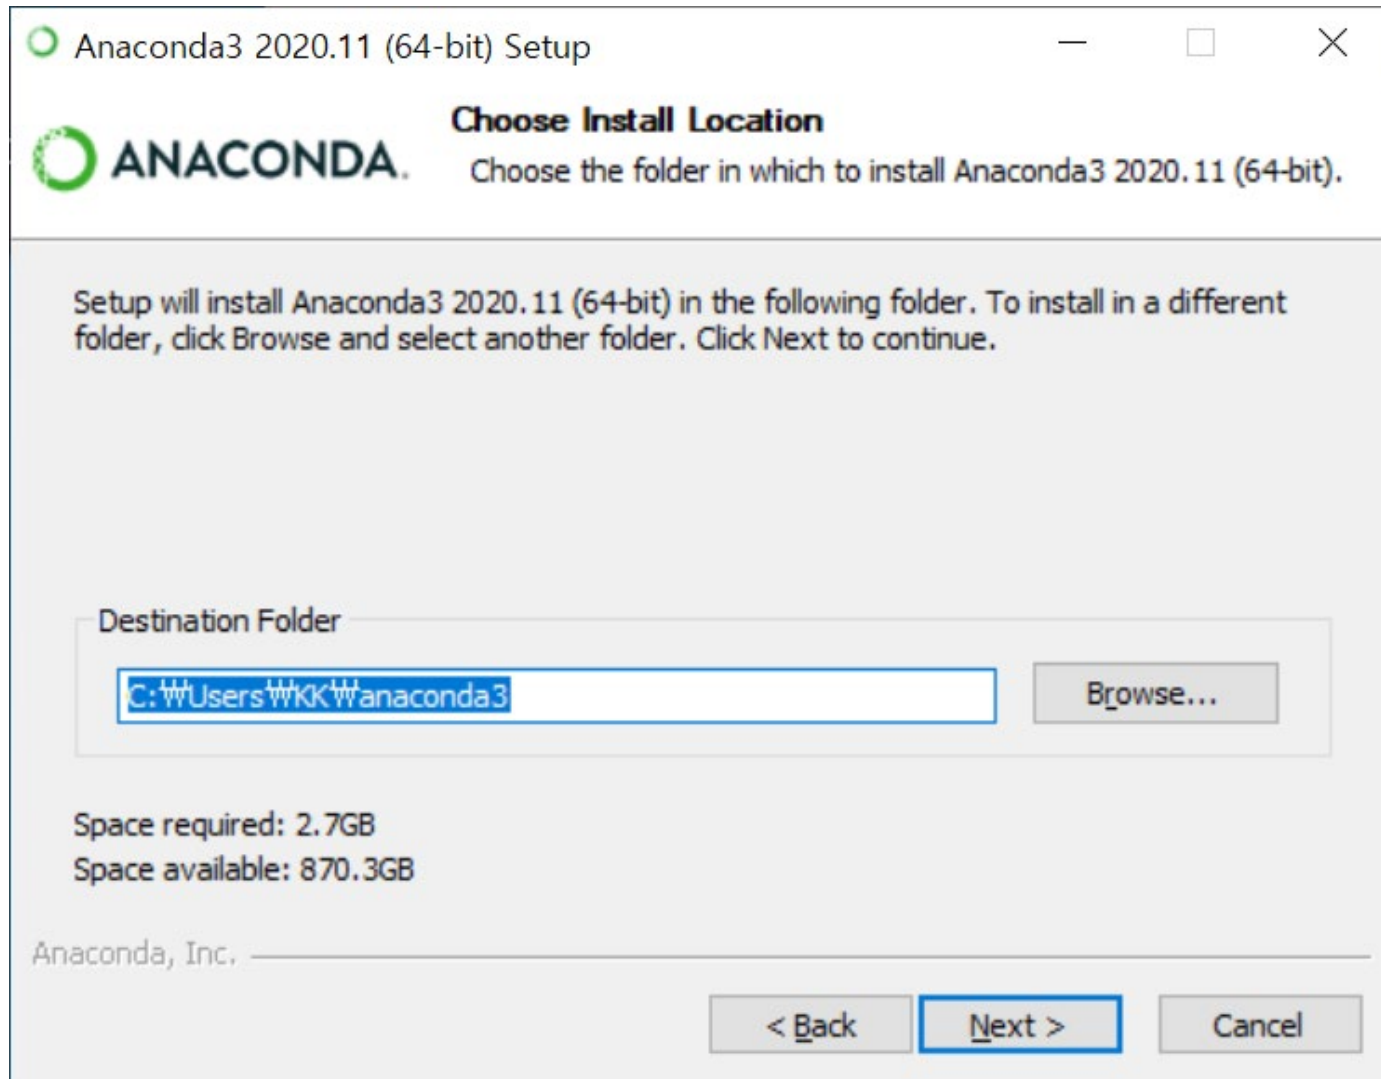 Anaconda3 2020.11 (64-bit) Setup
ANACONDA.
Choose Install Location
Choose the folder in which to install Anaconda3 2020.11 (64-bit).
Setup will install Anaconda3 2020.11 (64-bit) in the following folder. To install in a different
folder, click Browse and select another folder. Click Next to continue.
Destination Folder
C:₩Users₩KK₩anaconda3
Browse...
Space required: 2.7GB
Space available: 870.3GB
Anaconda, Inc.
< Back
Next >
Cancel